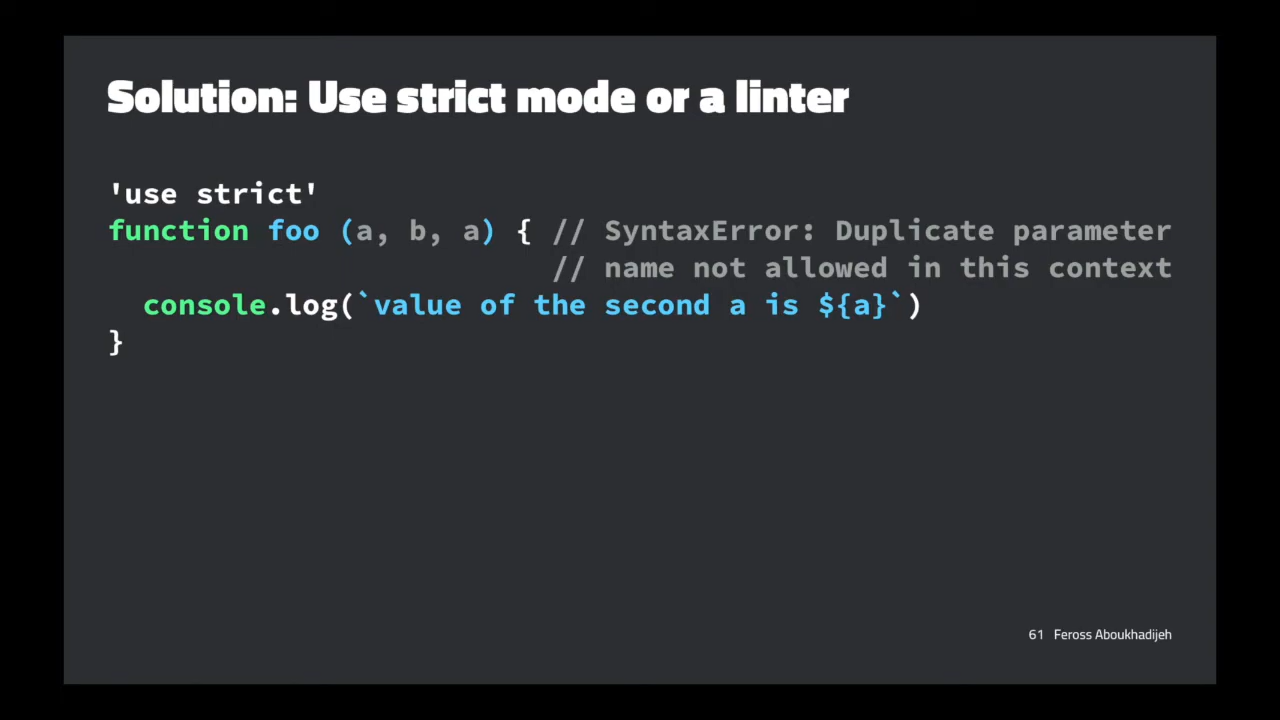 Solution: Use strict mode or a linter
'use strict'
function foo (a, b, a) { // SyntaxError: Duplicate parameter
                         // name not allowed in this context
  console.log(`value of the second a is ${a}`)
}
61 Feross Aboukhadijeh